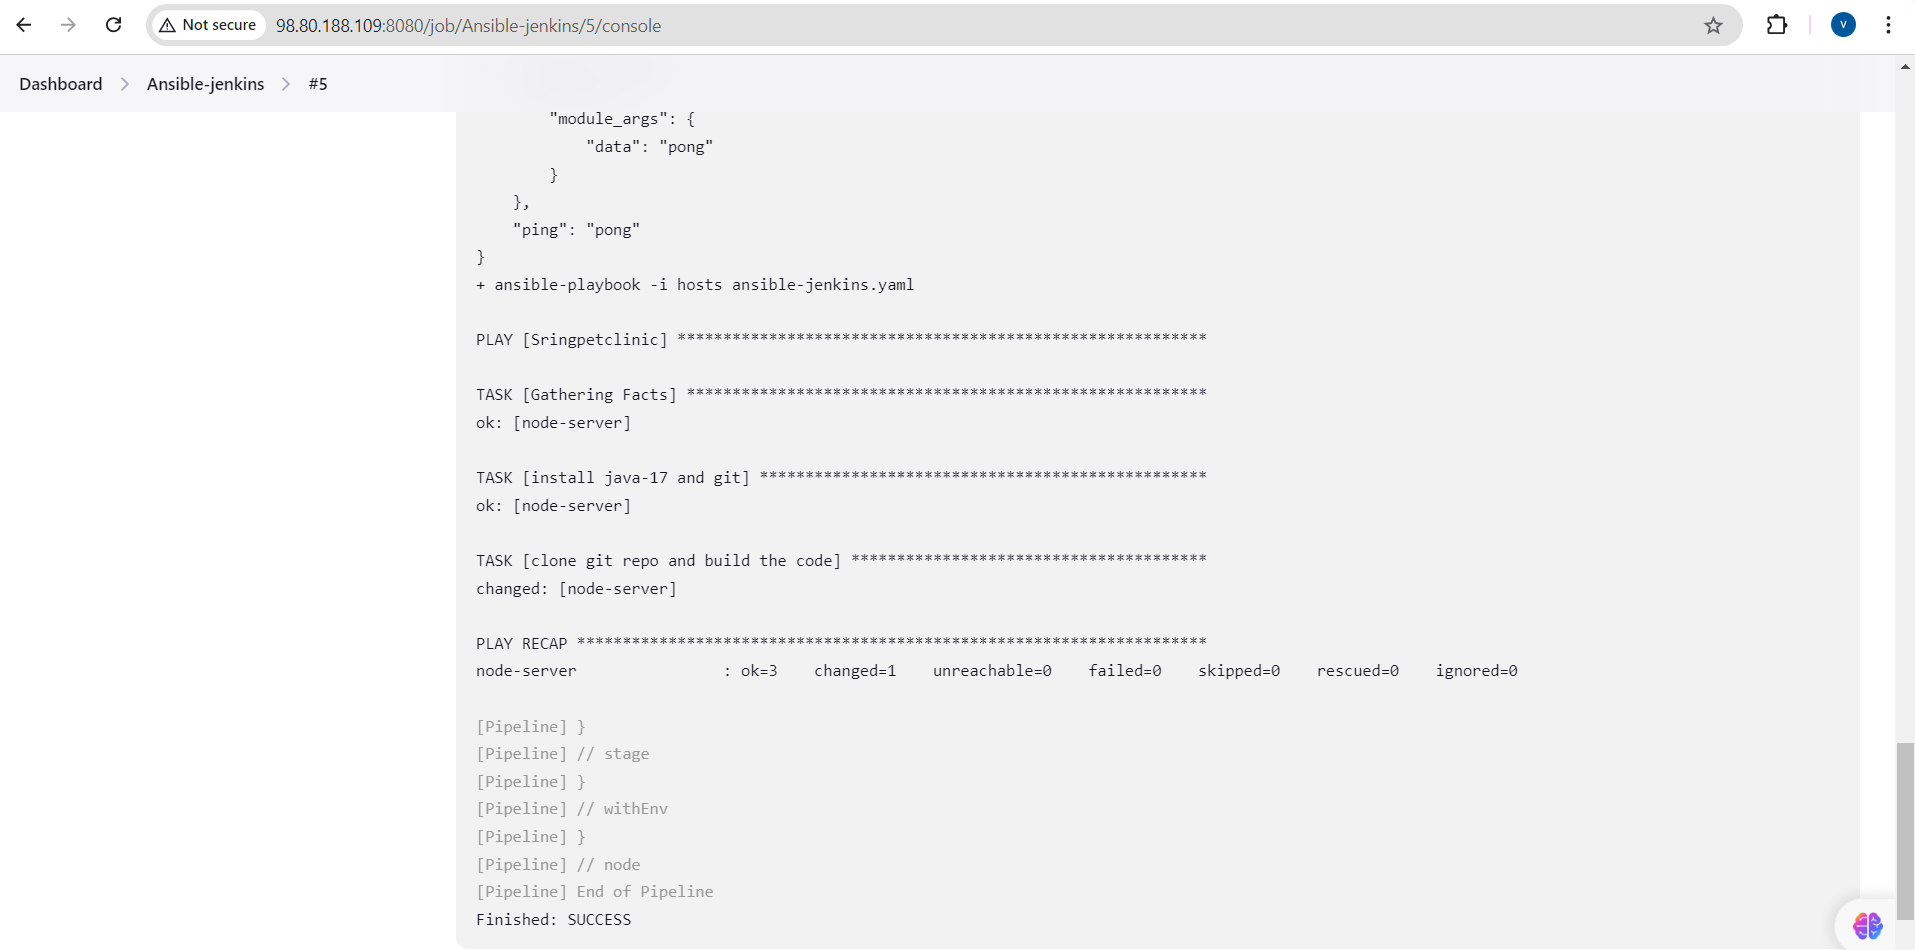 Not secure 98.80.188.109:8080/job/Ansible-jenkins/5/console V
Dashboard Ansible-jenkins #5
"module_args": {
"data": "pong"
}
},
"ping": "pong"
}
+ ansible-playbook -i hosts ansible-jenkins.yaml
PLAY [Sringpetclinic] **********************************************************
TASK [Gathering Facts] *********************************************************
ok: [node-server]
TASK [install java-17 and git] *************************************************
ok: [node-server]
TASK [clone git repo and build the code] ***************************************
changed: [node-server]
PLAY RECAP *********************************************************************
node-server : ok=3 changed=1 unreachable=0 failed=0 skipped=0 rescued=0 ignored=0
[Pipeline] }
[Pipeline] // stage
[Pipeline] }
[Pipeline] // withEnv
[Pipeline] }
[Pipeline] // node
[Pipeline] End of Pipeline
Finished: SUCCESS